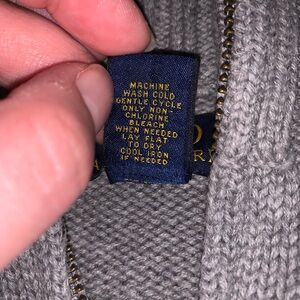 MACHINE
WASH COLD
GENTLE CYCLE
ONLY NON-
CHLORINE
BLEACH
WHEN NEEDED
LAY FLAT
TO DRY
COOL IRON
IF NEEDED